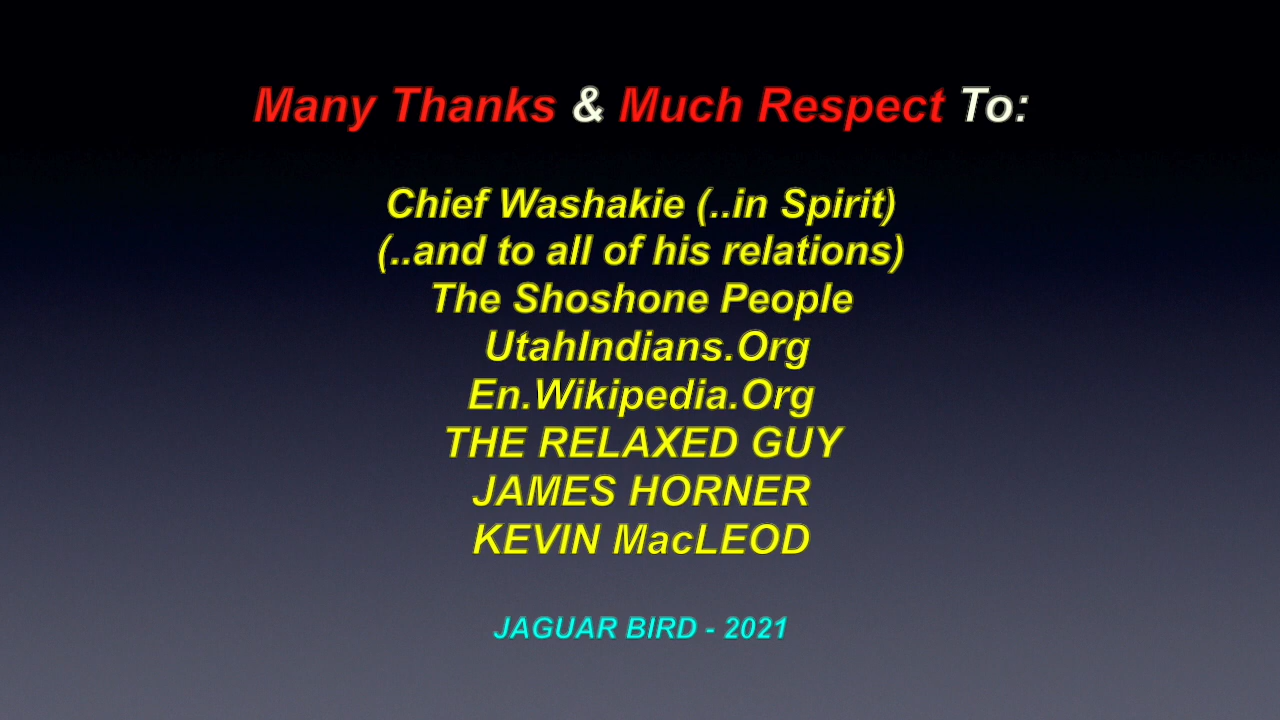 Many Thanks & Much Respect To:
Chief Washakie (..in Spirit)
(..and to all of his relations)
The Shoshone People
UtahIndians.Org
En.Wikipedia.Org
THE RELAXED GUY
JAMES HORNER
KEVIN MacLEOD
JAGUAR BIRD - 2021